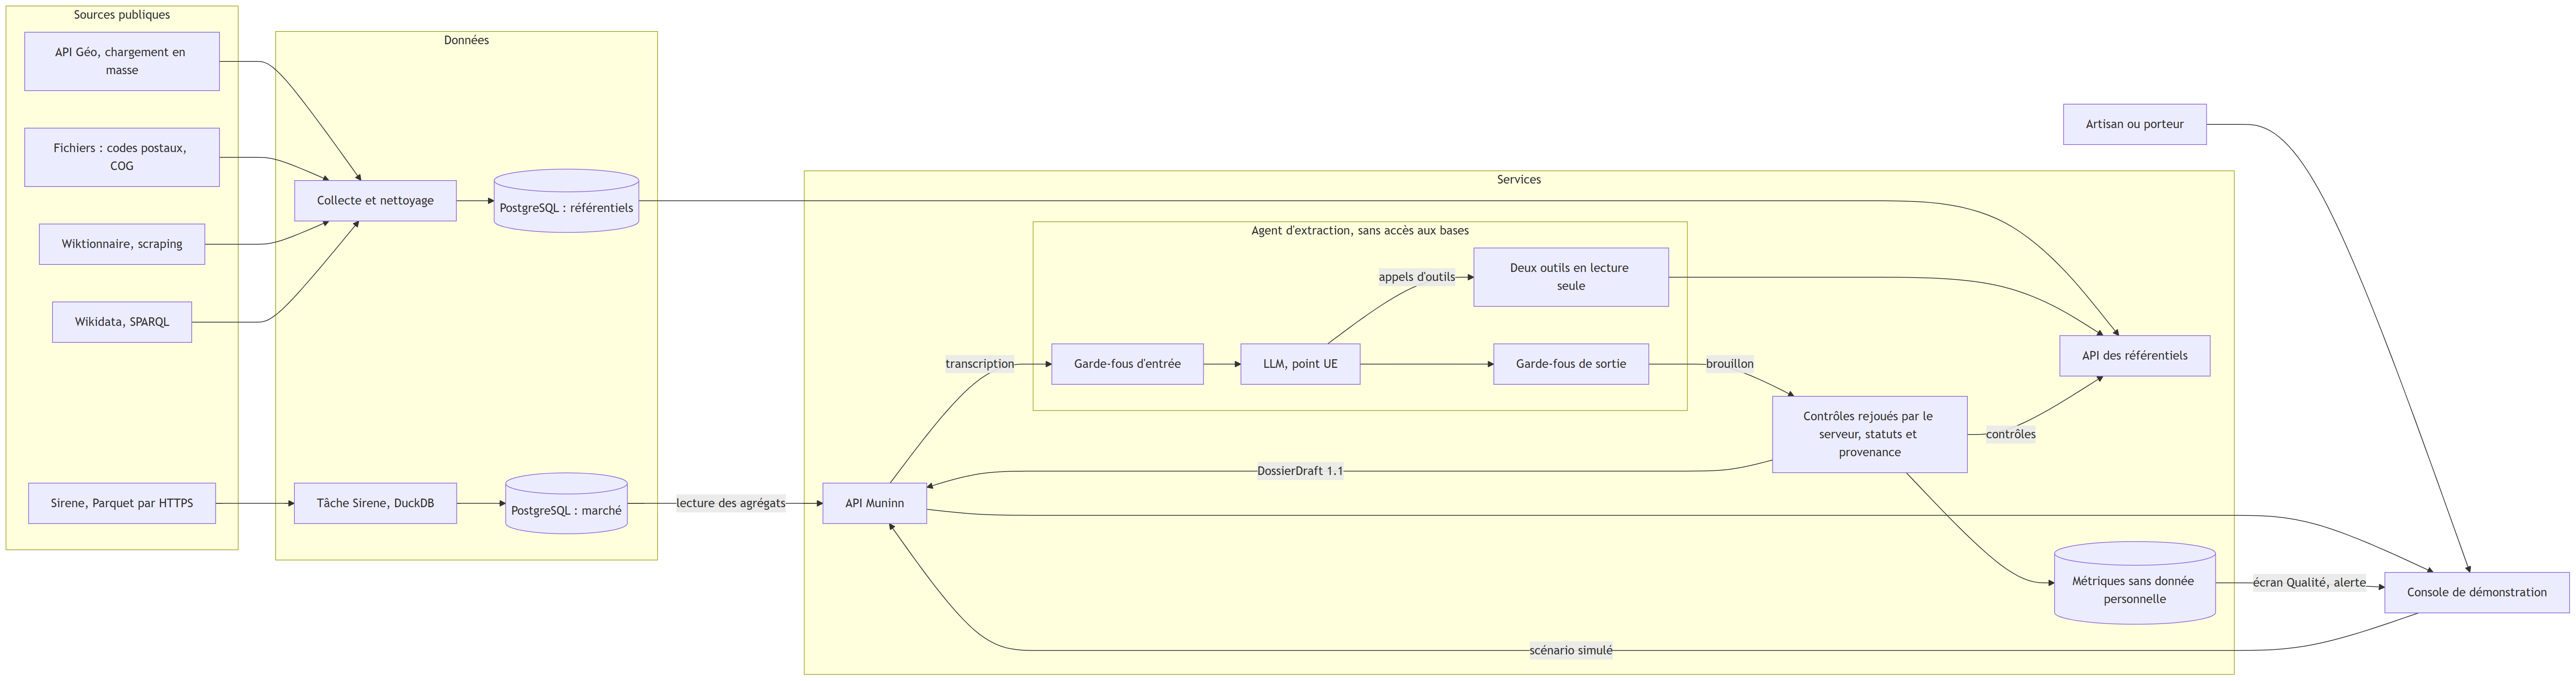 Sources publiques
API Géo, chargement en
masse
Fichiers : codes postaux,
COG
Wiktionnaire, scraping
Wikidata, SPARQL
Sirene, Parquet par HTTPS
Données
Collecte et nettoyage
PostgreSQL : référentiels
Tâche Sirene, DuckDB
PostgreSQL : marché
lecture des agrégats
Services
Agent d'extraction, sans accès aux bases
appels d'outils
Deux outils en lecture
seule
transcription
Garde-fous d'entrée
LLM, point UE
Garde-fous de sortie
brouillon
API Muninn
DossierDraft 1.1
Contrôles rejoués par le
serveur, statuts et
provenance
contrôles
API des référentiels
Métriques sans donnée
personnelle
écran Qualité, alerte
scénario simulé
Artisan ou porteur
Console de démonstration